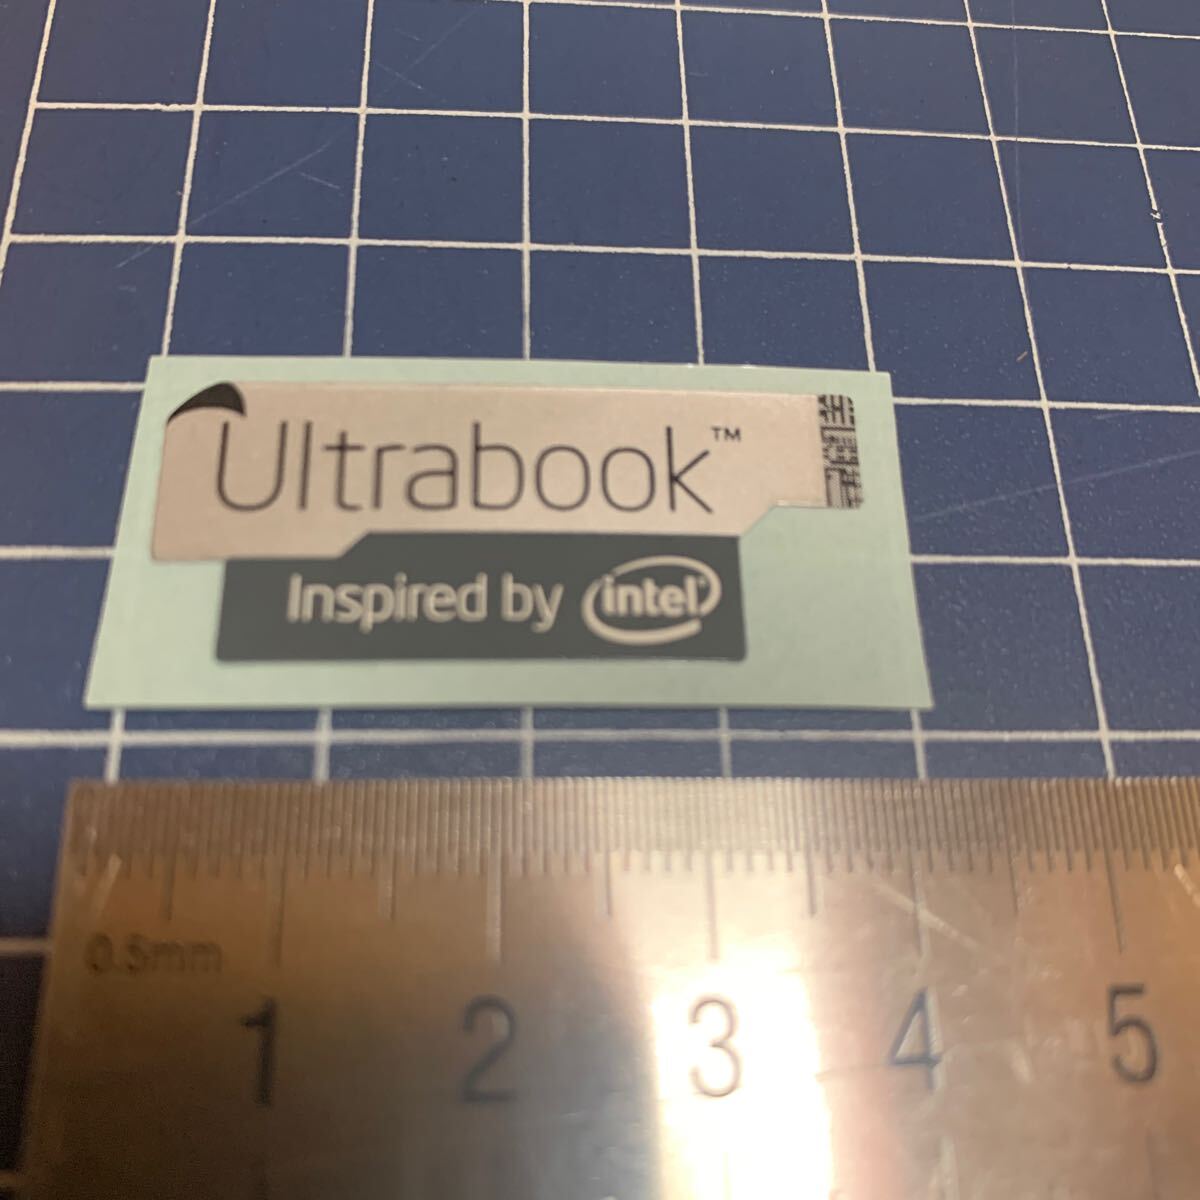 Ultrabook™
Inspired by intel
0.5mm
1 2 3 4 5